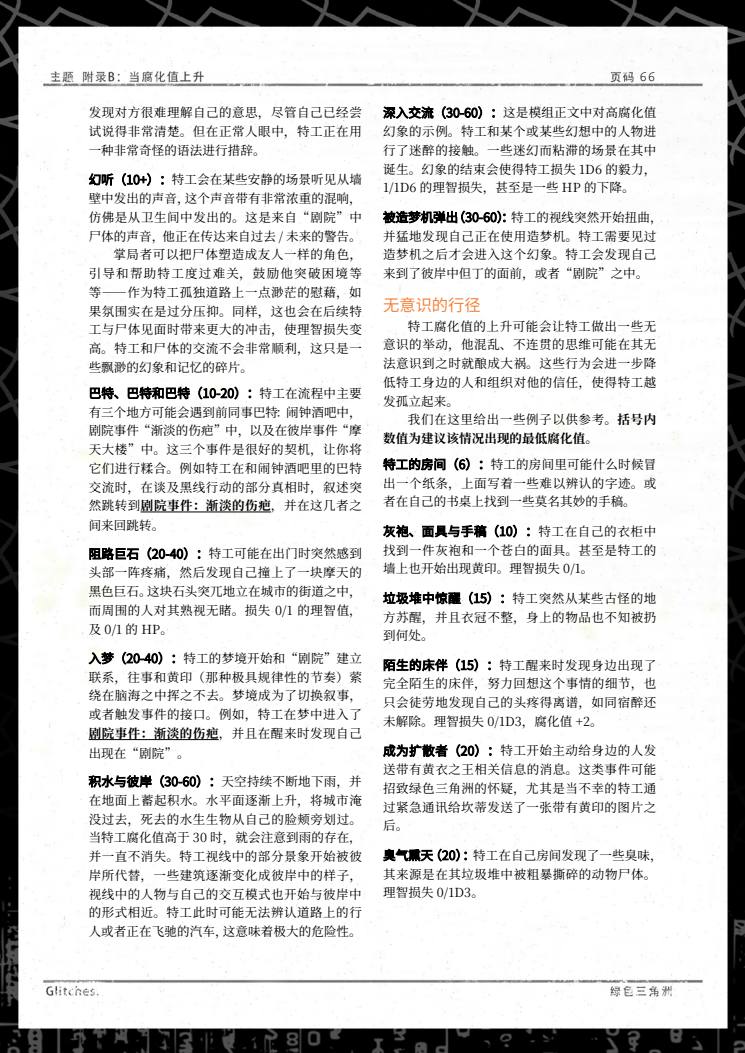 主题 附录B：当腐化值上升
页码 66
发现对方很难理解自己的意思，尽管自己已经尝
试说得非常清楚。但在正常人眼中，特工正在用
一种非常奇怪的语法进行措辞。
幻听（10+）：特工会在某些安静的场景听见从墙
壁中发出的声音，这个声音带有非常浓重的混响，
仿佛是从卫生间中发出的。这是来自“剧院”中
尸体的声音，他正在传达来自过去 / 未来的警告。
掌局者可以把尸体塑造成友人一样的角色，
引导和帮助特工度过难关，鼓励他突破困境等
等——作为特工孤独道路上一点渺茫的慰藉，如
果氛围实在是过分压抑。同样，这也会在后续特
工与尸体见面时带来更大的冲击，使理智损失变
高。特工和尸体的交流不会非常顺利，这只是一
些飘渺的幻象和记忆的碎片。
巴特、巴特和巴特（10-20）：特工在流程中主要
有三个地方可能会遇到前同事巴特: 闹钟酒吧中，
剧院事件“渐淡的伤疤”中，以及在彼岸事件“摩
天大楼”中。这三个事件是很好的契机，让你将
它们进行糅合。例如特工在和闹钟酒吧里的巴特
交流时，在谈及黑线行动的部分真相时，叙述突
然跳转到剧院事件：渐淡的伤疤，并在这几者之
间来回跳转。
阻路巨石（20-40）：特工可能在出门时突然感到
头部一阵疼痛，然后发现自己撞上了一块摩天的
黑色巨石。这块石头突兀地立在城市的街道之中，
而周围的人对其熟视无睹。损失 0/1 的理智值，
及 0/1 的 HP。
入梦（20-40）：特工的梦境开始和“剧院”建立
联系，往事和黄印（那种极具规律性的节奏）萦
绕在脑海之中挥之不去。梦境成为了切换叙事，
或者触发事件的接口。例如，特工在梦中进入了
剧院事件：渐淡的伤疤，并且在醒来时发现自己
出现在“剧院”。
积水与彼岸（30-60）：天空持续不断地下雨，并
在地面上蓄起积水。水平面逐渐上升，将城市淹
没过去，死去的水生生物从自己的脸颊旁划过。
当特工腐化值高于 30 时，就会注意到雨的存在，
并一直不消失。特工视线中的部分景象开始被彼
岸所代替，一些建筑逐渐变化成彼岸中的样子，
视线中的人物与自己的交互模式也开始与彼岸中
的形式相近。特工此时可能无法辨认道路上的行
人或者正在飞驰的汽车，这意味着极大的危险性。
深入交流（30-60）：这是模组正文中对高腐化值
幻象的示例。特工和某个或某些幻想中的人物进
行了迷醉的接触。一些迷幻而粘滞的场景在其中
诞生。幻象的结束会使得特工损失 1D6 的毅力，
1/1D6 的理智损失，甚至是一些 HP 的下降。
被造梦机弹出（30-60）：特工的视线突然开始扭曲，
并猛地发现自己正在使用造梦机。特工需要见过
造梦机之后才会进入这个幻象。特工会发现自己
来到了彼岸中但丁的面前，或者“剧院”之中。
无意识的行径
特工腐化值的上升可能会让特工做出一些无
意识的举动，他混乱、不连贯的思维可能在其无
法意识到之时就酿成大祸。这些行为会进一步降
低特工身边的人和组织对他的信任，使得特工越
发孤立起来。
我们在这里给出一些例子以供参考。括号内
数值为建议该情况出现的最低腐化值。
特工的房间（6）：特工的房间里可能什么时候冒
出一个纸条，上面写着一些难以辨认的字迹。或
者在自己的书桌上找到一些莫名其妙的手稿。
灰袍、面具与手稿（10）：特工在自己的衣柜中
找到一件灰袍和一个苍白的面具。甚至是特工的
墙上也开始出现黄印。理智损失 0/1。
垃圾堆中惊醒（15）：特工突然从某些古怪的地
方苏醒，并且衣冠不整，身上的物品也不知被扔
到何处。
陌生的床伴（15）：特工醒来时发现身边出现了
完全陌生的床伴，努力回想这个事情的细节，也
只会徒劳地发现自己的头疼得离谱，如同宿醉还
未解除。理智损失 0/1D3，腐化值 +2。
成为扩散者（20）：特工开始主动给身边的人发
送带有黄衣之王相关信息的消息。这类事件可能
招致绿色三角洲的怀疑，尤其是当不幸的特工通
过紧急通讯给坎蒂发送了一张带有黄印的图片之
后。
臭气熏天（20）：特工在自己房间发现了一些臭味，
其来源是在其垃圾堆中被粗暴撕碎的动物尸体。
理智损失 0/1D3。
Glitches.
绿色三角洲